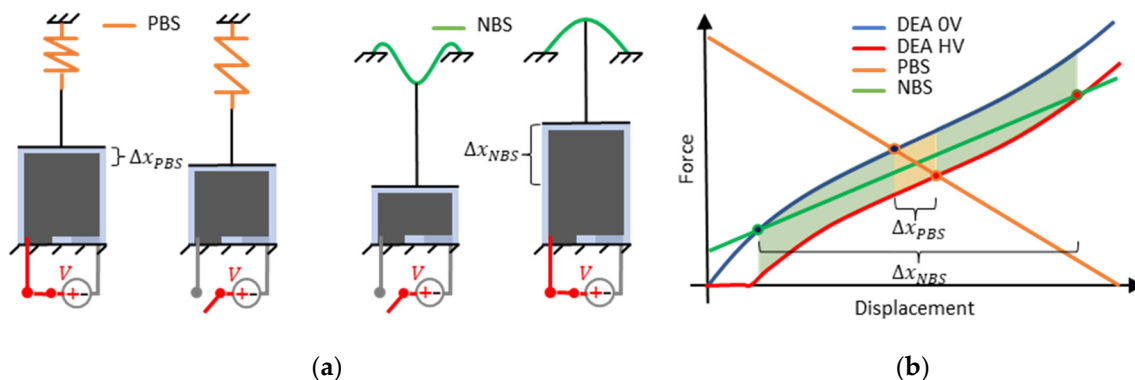 PBS
NBS
Δx_PBS
Δx_NBS
V
+-
V
+-
V
+-
V
+-
(a)
DEA 0V
DEA HV
PBS
NBS
Force
Δx_PBS
Δx_NBS
Displacement
(b)